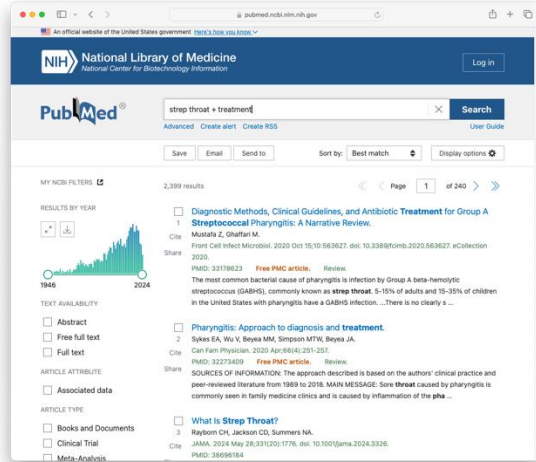 pubmed.ncbi.nlm.nih.gov
An official website of the United States government Here's how you know
NIH National Library of Medicine
National Center for Biotechnology Information
Log in
PubMed®
strep throat + treatment
Search
Advanced Create alert Create RSS User Guide
Save Email Send to Sort by: Best match Display options
MY NCBI FILTERS
2,399 results Page 1 of 240
RESULTS BY YEAR
1946 2024
TEXT AVAILABILITY
Abstract
Free full text
Full text
ARTICLE ATTRIBUTE
Associated data
ARTICLE TYPE
Books and Documents
Clinical Trial
Meta-Analysis
1
Cite
Share
Diagnostic Methods, Clinical Guidelines, and Antibiotic Treatment for Group A
Streptococcal Pharyngitis: A Narrative Review.
Mustafa Z, Ghaffari M.
Front Cell Infect Microbiol. 2020 Oct 15;10:563627. doi: 10.3389/fcimb.2020.563627. eCollection
2020.
PMID: 33178623 Free PMC article. Review.
The most common bacterial cause of pharyngitis is infection by Group A beta-hemolytic
streptococcus (GABHS), commonly known as strep throat. 5-15% of adults and 15-35% of children
in the United States with pharyngitis have a GABHS infection. ...There is no clearly s ...
2
Cite
Share
Pharyngitis: Approach to diagnosis and treatment.
Sykes EA, Wu V, Beyea MM, Simpson MTW, Beyea JA.
Can Fam Physician. 2020 Apr;66(4):251-257.
PMID: 32273409 Free PMC article. Review.
SOURCES OF INFORMATION: The approach described is based on the authors' clinical practice and
peer-reviewed literature from 1989 to 2018. MAIN MESSAGE: Sore throat caused by pharyngitis is
commonly seen in family medicine clinics and is caused by inflammation of the pha ...
3
Cite
What Is Strep Throat?
Rayborn CH, Jackson CD, Summers NA.
JAMA. 2024 May 28;331(20):1776. doi: 10.1001/jama.2024.3326.
PMID: 38696184